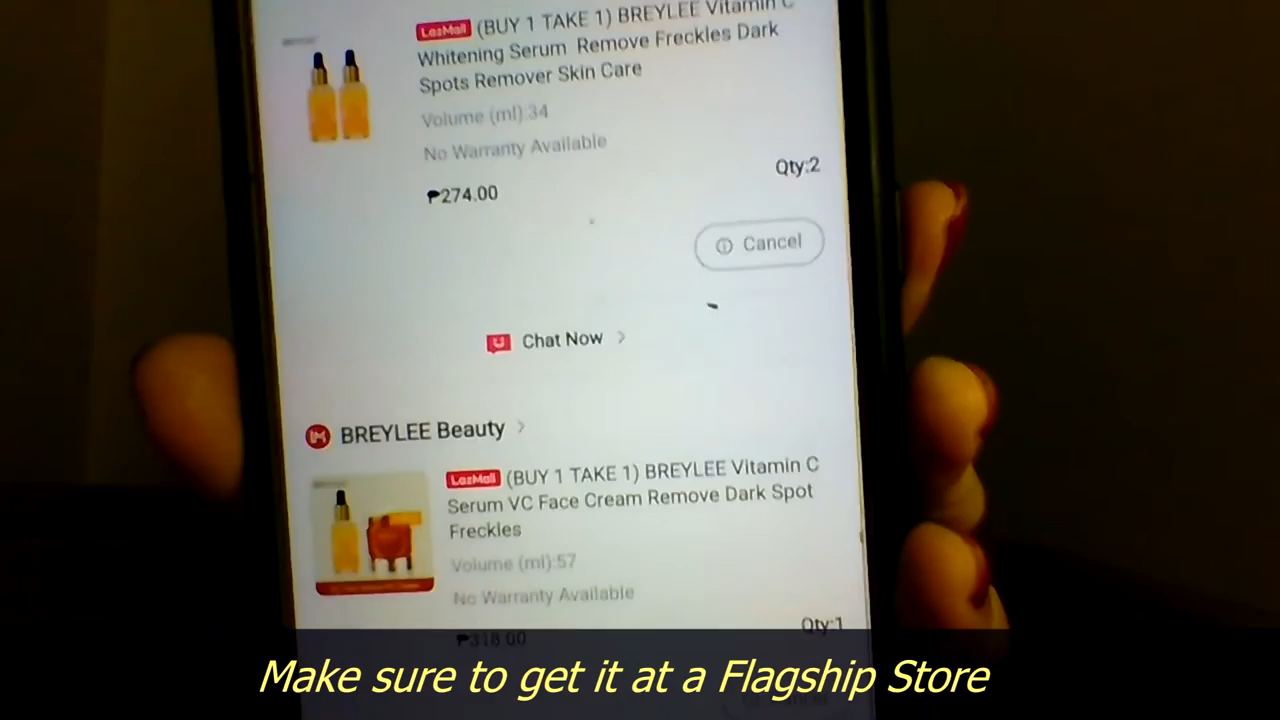 LazMall (BUY 1 TAKE 1) BREYLEE Vitamin C
Whitening Serum Remove Freckles Dark
Spots Remover Skin Care
Volume (ml):34
No Warranty Available
Qty:2
₱274.00
Cancel
Chat Now
BREYLEE Beauty
LazMall (BUY 1 TAKE 1) BREYLEE Vitamin C
Serum VC Face Cream Remove Dark Spot
Freckles
Volume (ml):57
No Warranty Available
Qty:1
₱318.00
Make sure to get it at a Flagship Store